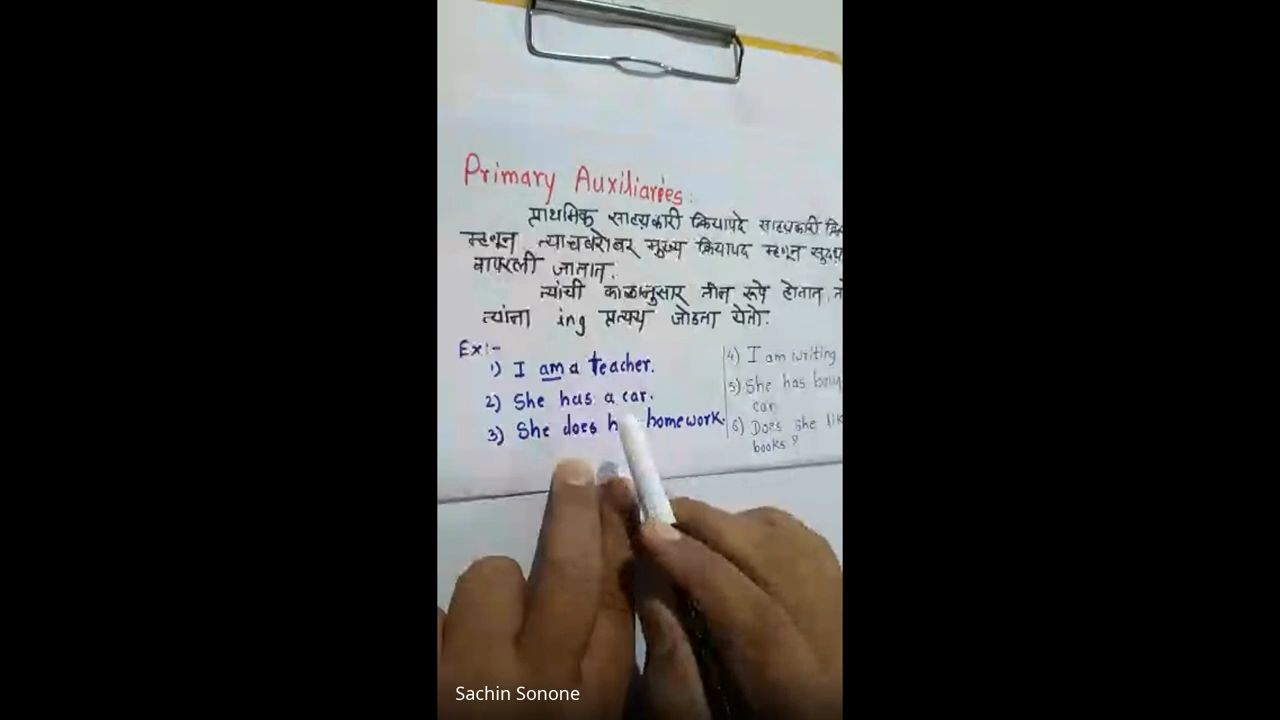 Primary Auxiliaries:
प्राथमिक साहाय्यकारी क्रियापदे साहाय्यकारी
म्हणून त्याचबरोबर मुख्य क्रियापद म्हणून
वापरली जातात.
त्यांची काळानुसार तीन रूपे होतात
त्यांना ing प्रत्यय जोडता येतो.
Ex:-
1) I am a teacher.
2) She has a car.
3) She does homework.
4) I am writing
5) She has
car
6) Does she
books?
Sachin Sonone